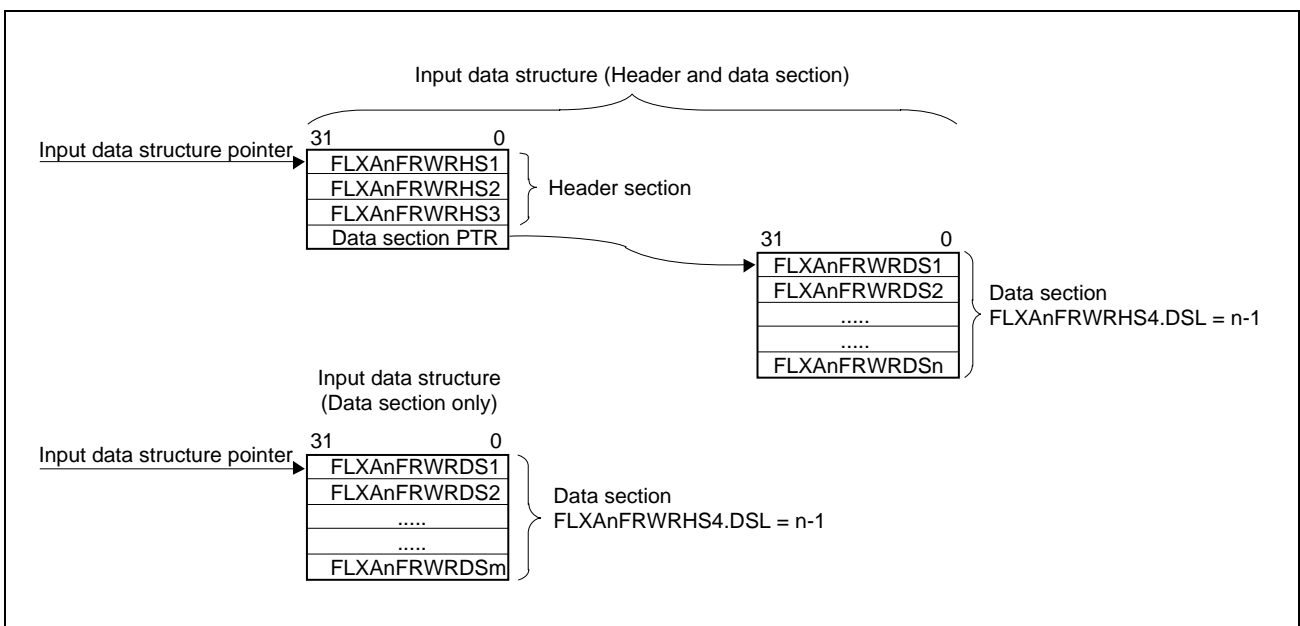 Input data structure (Header and data section)
31 0
Input data structure pointer
FLXAnFRWRHS1
FLXAnFRWRHS2
FLXAnFRWRHS3
Data section PTR
Header section
31 0
FLXAnFRWRDS1
FLXAnFRWRDS2
.....
.....
FLXAnFRWRDSn
Data section
FLXAnFRWRHS4.DSL = n-1
Input data structure
(Data section only)
31 0
Input data structure pointer
FLXAnFRWRDS1
FLXAnFRWRDS2
.....
.....
FLXAnFRWRDSm
Data section
FLXAnFRWRHS4.DSL = n-1